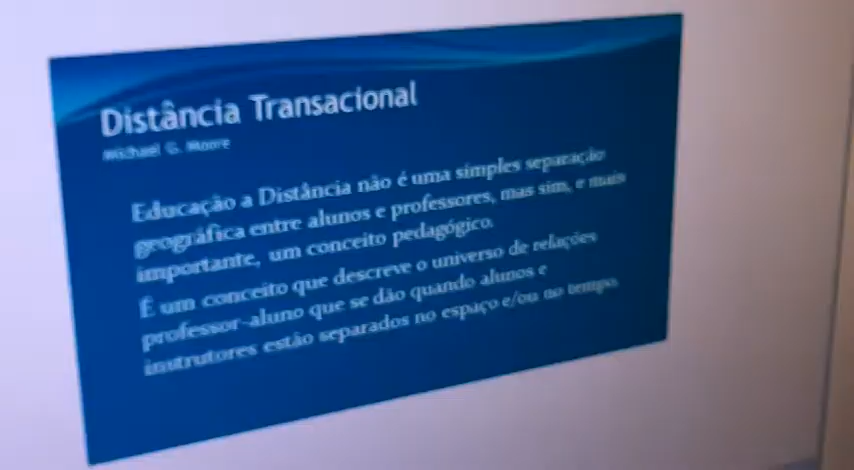 Distância Transacional
Michael G. Moore
Educação a Distância não é uma simples separação
geográfica entre alunos e professores, mas sim, e mais
importante, um conceito pedagógico.
É um conceito que descreve o universo de relações
professor-aluno que se dão quando alunos e
instrutores estão separados no espaço e/ou no tempo.